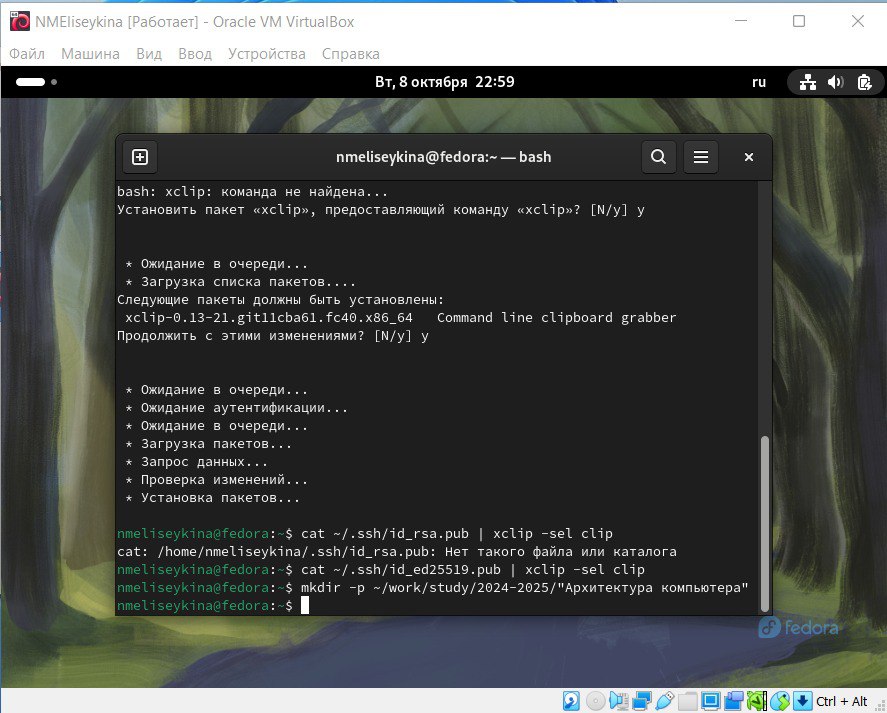 NMEliseykina [Работает] - Oracle VM VirtualBox
Файл Машина Вид Ввод Устройства Справка
Вт, 8 октября 22:59 ru
nmeliseykina@fedora:~ — bash
bash: xclip: команда не найдена...
Установить пакет «xclip», предоставляющий команду «xclip»? [N/y] y
* Ожидание в очереди...
* Загрузка списка пакетов....
Следующие пакеты должны быть установлены:
xclip-0.13-21.git11cba61.fc40.x86_64 Command line clipboard grabber
Продолжить с этими изменениями? [N/y] y
* Ожидание в очереди...
* Ожидание аутентификации...
* Ожидание в очереди...
* Загрузка пакетов...
* Запрос данных...
* Проверка изменений...
* Установка пакетов...
nmeliseykina@fedora:~$ cat ~/.ssh/id_rsa.pub | xclip -sel clip
cat: /home/nmeliseykina/.ssh/id_rsa.pub: Нет такого файла или каталога
nmeliseykina@fedora:~$ cat ~/.ssh/id_ed25519.pub | xclip -sel clip
nmeliseykina@fedora:~$ mkdir -p ~/work/study/2024-2025/"Архитектура компьютера"
nmeliseykina@fedora:~$
fedora
Ctrl + Alt